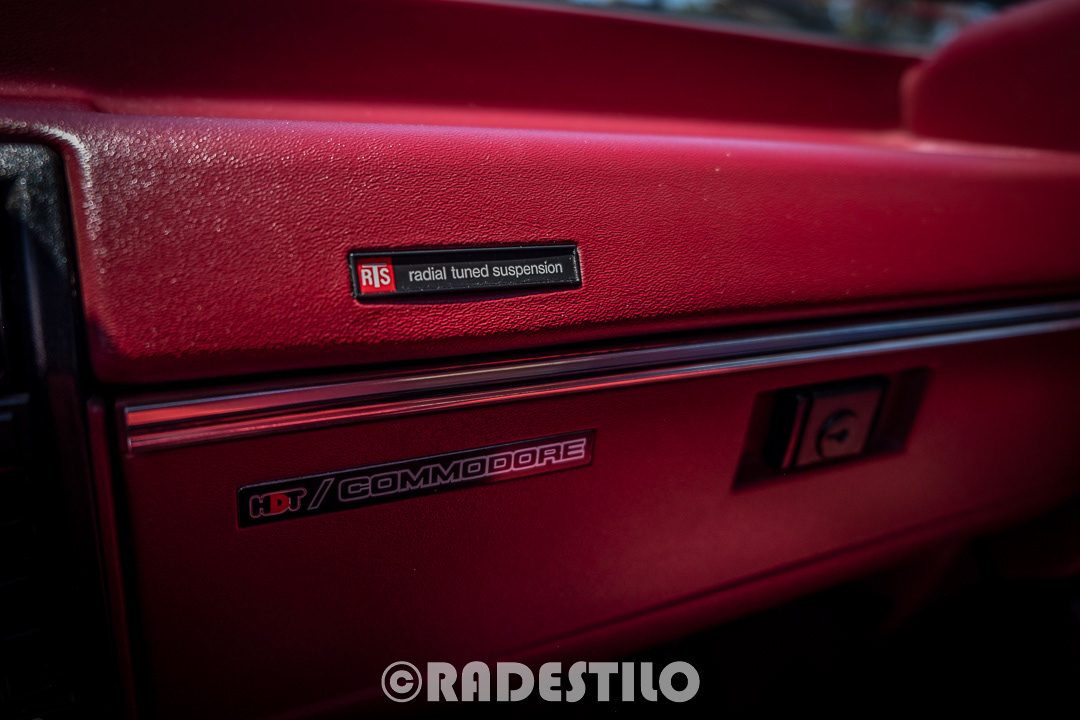 RTS radial tuned suspension
HDT/COMMODORE
©RADESTILO